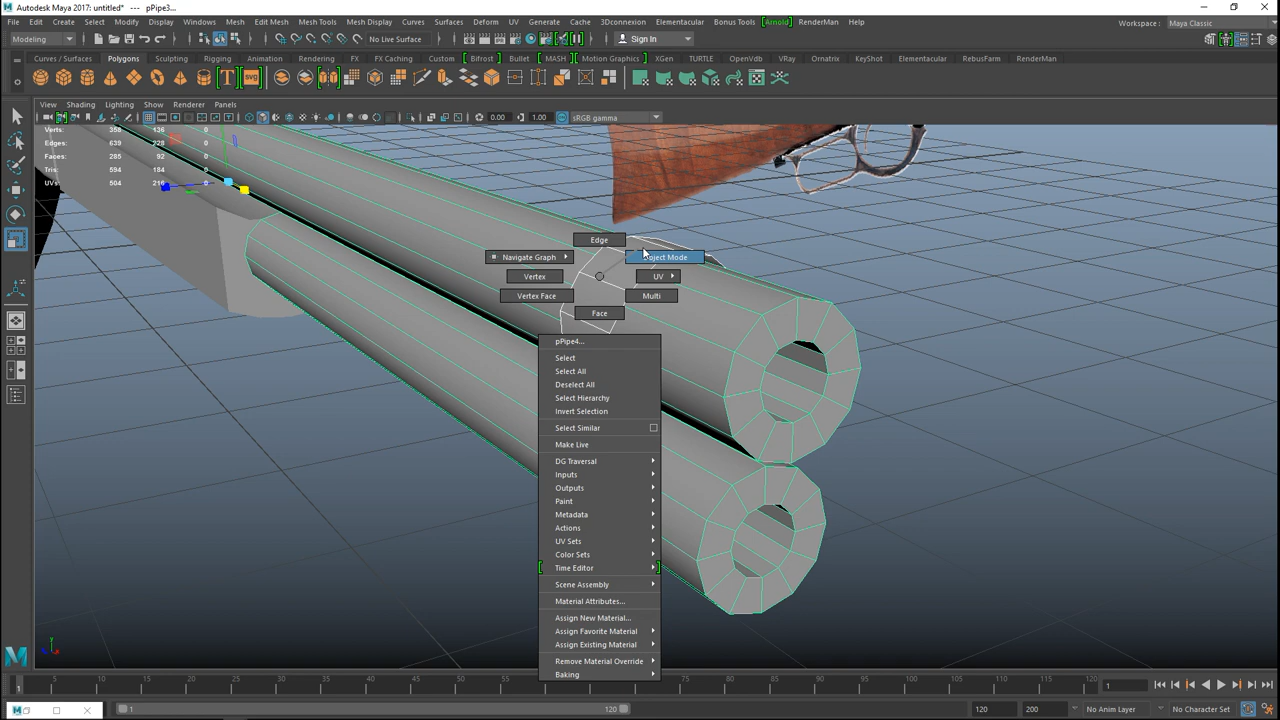 Autodesk Maya 2017: untitled* --- pPipe3...
File Edit Create Select Modify Display Windows Mesh Edit Mesh Mesh Tools Mesh Display Curves Surfaces Deform UV Generate Cache 3Dconnexion Elementacular Bonus Tools [Arnold] RenderMan Help
Workspace : Maya Classic
Modeling No Live Surface Sign In
Curves / Surfaces Polygons Sculpting Rigging Animation Rendering FX FX Caching Custom Bifrost Bullet MASH Motion Graphics XGen TURTLE OpenVdb VRay Ornatrix KeyShot Elementacular RebusFarm RenderMan
View Shading Lighting Show Renderer Panels
0.00 1.00 sRGB gamma
Verts: 358 136 0
Edges: 639 228 0
Faces: 285 92 0
Tris: 594 184 0
UVs: 504 216 0
Edge
Navigate Graph Object Mode
Vertex UV
Vertex Face Multi
Face
pPipe4...
Select
Select All
Deselect All
Select Hierarchy
Invert Selection
Select Similar
Make Live
DG Traversal
Inputs
Outputs
Paint
Metadata
Actions
UV Sets
Color Sets
Time Editor
Scene Assembly
Material Attributes...
Assign New Material...
Assign Favorite Material
Assign Existing Material
Remove Material Override
Baking
5 10 15 20 25 30 35 40 45 50 55 75 80 85 90 95 100 105 110 115 120
1 1
1 120 120 200 No Anim Layer No Character Set